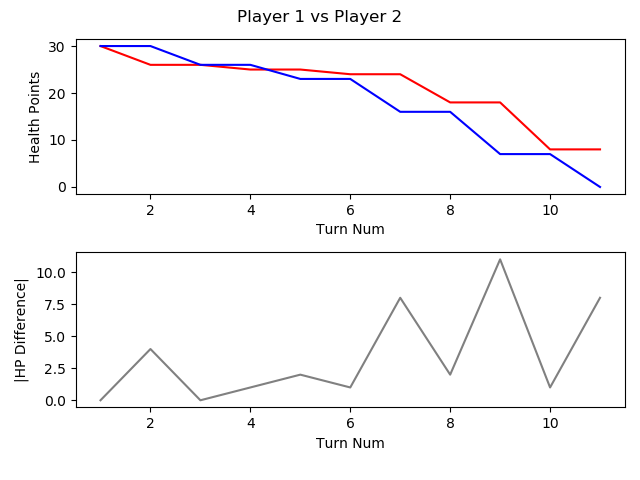 Player 1 vs Player 2
30
20
10
0
Health Points
2 4 6 8 10
Turn Num
10.0
7.5
5.0
2.5
0.0
|HP Difference|
2 4 6 8 10
Turn Num